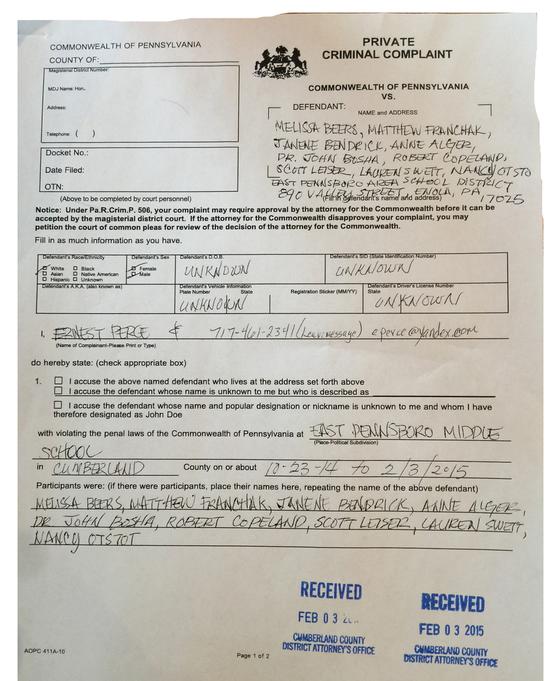 COMMONWEALTH OF PENNSYLVANIA
COUNTY OF:
Magisterial District Number:
MDJ Name: Hon.
Address:
Telephone: ( )
Docket No.:
Date Filed:
OTN:
(Above to be completed by court personnel)
PRIVATE
CRIMINAL COMPLAINT
COMMONWEALTH OF PENNSYLVANIA
VS.
DEFENDANT:
NAME and ADDRESS
MELISSA BEERS, MATTHEW FRANCHAK,
JANENE BENDRICK, ANNE ALGER,
DR. JOHN BOSHA, ROBERT COPELAND,
SCOTT LEISER, LAUREN SWETT, NANCY OTSTOT
EAST PENNSBORO AREA SCHOOL DISTRICT
890 VALLEY STREET, ENOLA, PA
17025
(Fill in defendant's name and address)
Notice: Under Pa.R.Crim.P. 506, your complaint may require approval by the attorney for the Commonwealth before it can be
accepted by the magisterial district court. If the attorney for the Commonwealth disapproves your complaint, you may
petition the court of common pleas for review of the decision of the attorney for the Commonwealth.
Fill in as much information as you have.
Defendant's Race/Ethnicity
White Black
Asian Native American
Hispanic Unknown
Defendant's Sex
Female
Male
Defendant's D.O.B.
UNKNOWN
Defendant's SID (State Identification Number)
UNKNOWN
Defendant's A.K.A. (also known as)
Defendant's Vehicle Information
Plate Number State Registration Sticker (MM/YY)
UNKNOWN
Defendant's Driver's License Number
State
UNKNOWN
I, ERNEST PERCE & 717-461-2341 (Leave message) eperce@yandex.com
(Name of Complainant-Please Print or Type)
do hereby state: (check appropriate box)
1. I accuse the above named defendant who lives at the address set forth above
I accuse the defendant whose name is unknown to me but who is described as
I accuse the defendant whose name and popular designation or nickname is unknown to me and whom I have
therefore designated as John Doe
with violating the penal laws of the Commonwealth of Pennsylvania at EAST PENNSBORO MIDDLE
(Place-Political Subdivision)
SCHOOL
in CUMBERLAND County on or about 10-23-14 to 2/3/2015
Participants were: (if there were participants, place their names here, repeating the name of the above defendant)
MELISSA BEERS, MATTHEW FRANCHAK, JANENE BENDRICK, ANNE ALGER,
DR JOHN BOSHA, ROBERT COPELAND, SCOTT LEISER, LAUREN SWETT,
NANCY OTSTOT
RECEIVED
FEB 03 2
CUMBERLAND COUNTY
DISTRICT ATTORNEY'S OFFICE
RECEIVED
FEB 03 2015
CUMBERLAND COUNTY
DISTRICT ATTORNEY'S OFFICE
AOPC 411A-10
Page 1 of 2